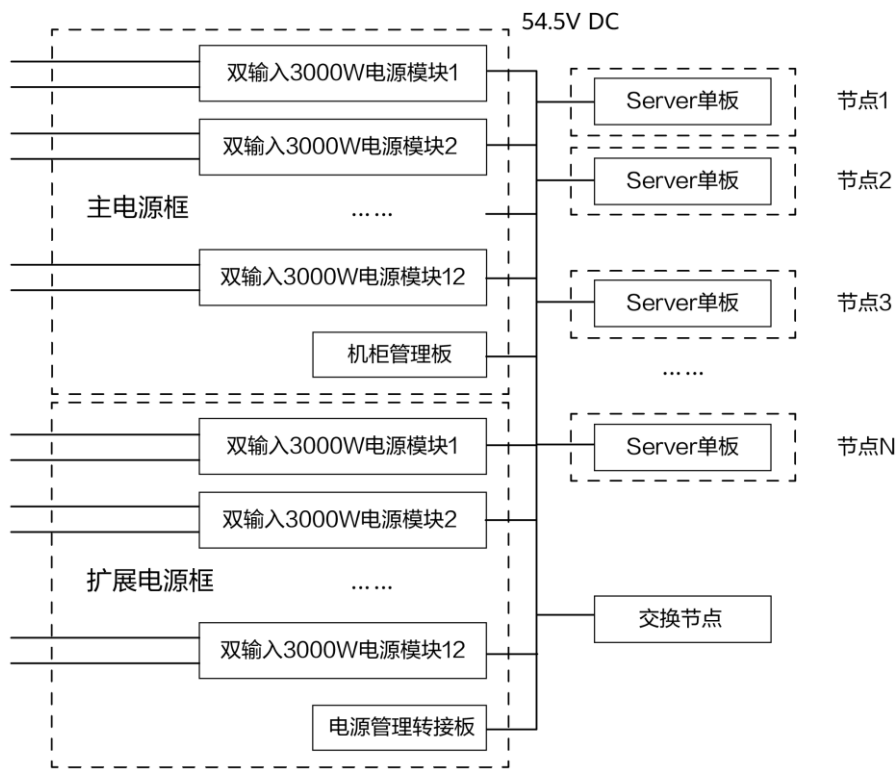 54.5V DC
双输入3000W电源模块1
双输入3000W电源模块2
主电源框
……
双输入3000W电源模块12
机柜管理板
双输入3000W电源模块1
双输入3000W电源模块2
扩展电源框
……
双输入3000W电源模块12
电源管理转接板
Server单板
节点1
Server单板
节点2
Server单板
节点3
……
Server单板
节点N
交换节点